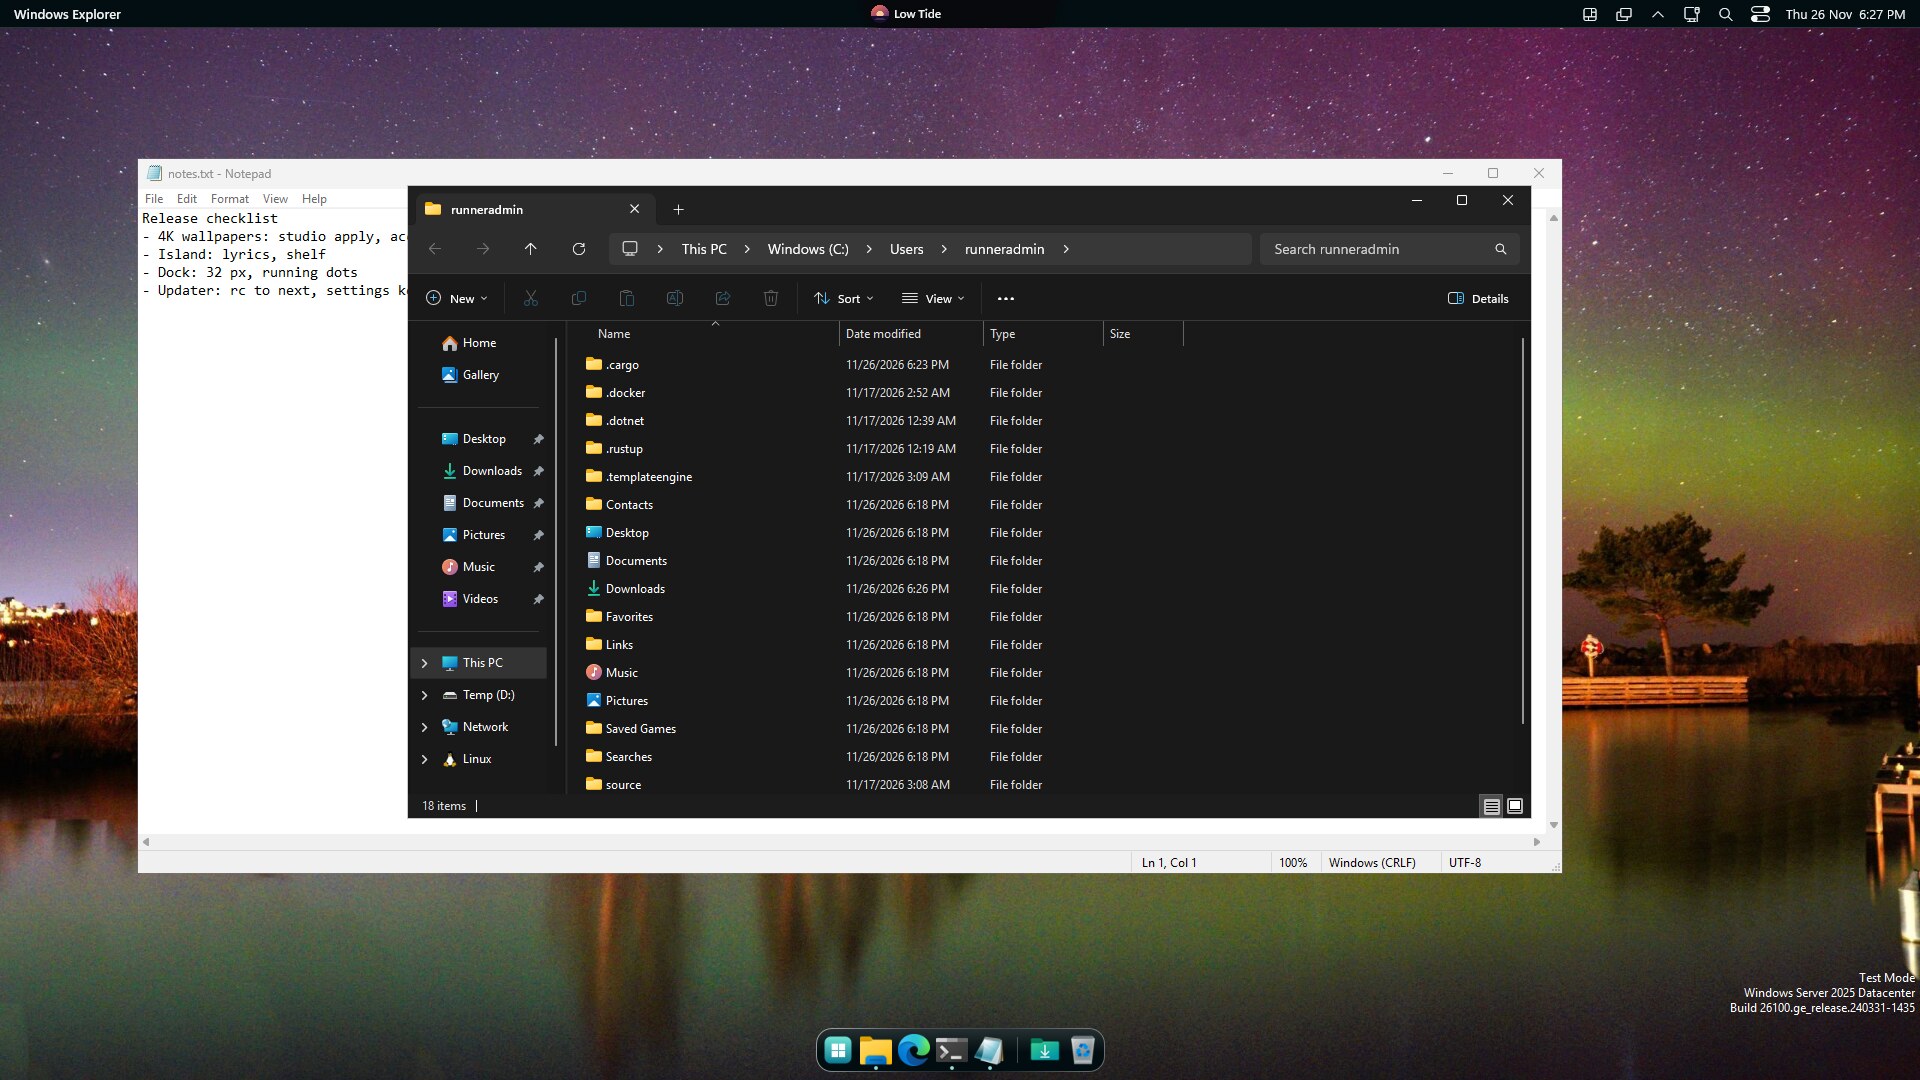 Windows Explorer
Low Tide
Thu 26 Nov 6:27 PM
notes.txt - Notepad
File Edit Format View Help
Release checklist
- 4K wallpapers: studio apply,
- Island: lyrics, shelf
- Dock: 32 px, running dots
- Updater: rc to next, settings
runneradmin
This PC > Windows (C:) > Users > runneradmin >
Search runneradmin
New Sort View Details
Home
Gallery
Desktop
Downloads
Documents
Pictures
Music
Videos
This PC
Temp (D:)
Network
Linux
Name Date modified Type Size
.cargo 11/26/2026 6:23 PM File folder
.docker 11/17/2026 2:52 AM File folder
.dotnet 11/17/2026 12:39 AM File folder
.rustup 11/17/2026 12:19 AM File folder
.templateengine 11/17/2026 3:09 AM File folder
Contacts 11/26/2026 6:18 PM File folder
Desktop 11/26/2026 6:18 PM File folder
Documents 11/26/2026 6:18 PM File folder
Downloads 11/26/2026 6:26 PM File folder
Favorites 11/26/2026 6:18 PM File folder
Links 11/26/2026 6:18 PM File folder
Music 11/26/2026 6:18 PM File folder
Pictures 11/26/2026 6:18 PM File folder
Saved Games 11/26/2026 6:18 PM File folder
Searches 11/26/2026 6:18 PM File folder
source 11/17/2026 3:08 AM File folder
18 items
Ln 1, Col 1 100% Windows (CRLF) UTF-8
Test Mode
Windows Server 2025 Datacenter
Build 26100.ge_release.240331-1435